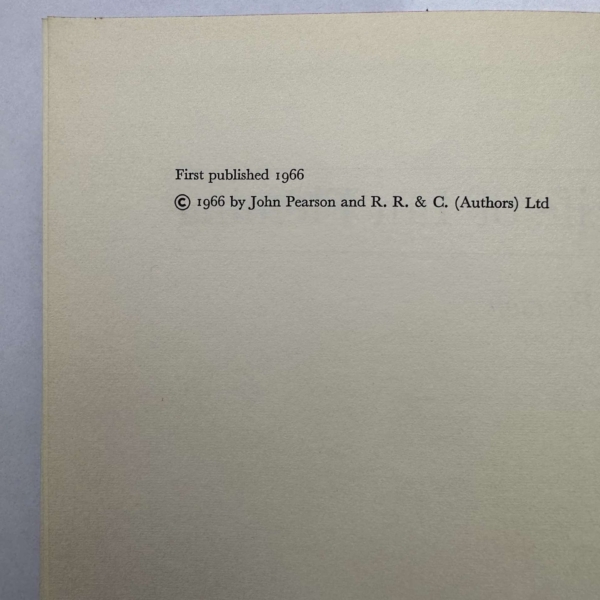 First published 1966
© 1966 by John Pearson and R. R. & C. (Authors) Ltd